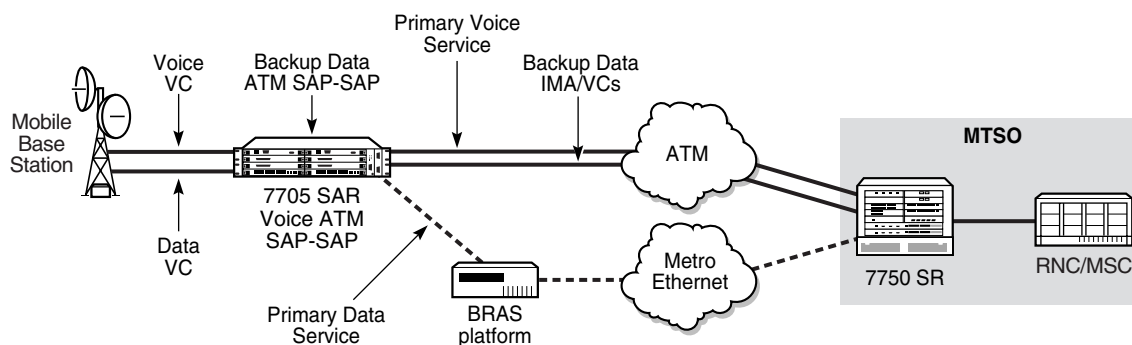 Primary Voice
Service
Voice
VC
Backup Data
ATM SAP-SAP
Backup Data
IMA/VCs
Mobile
Base
Station
ATM
MTSO
7705 SAR
Voice ATM
SAP-SAP
Data
VC
Metro
Ethernet
7750 SR
RNC/MSC
Primary Data
Service
BRAS
platform